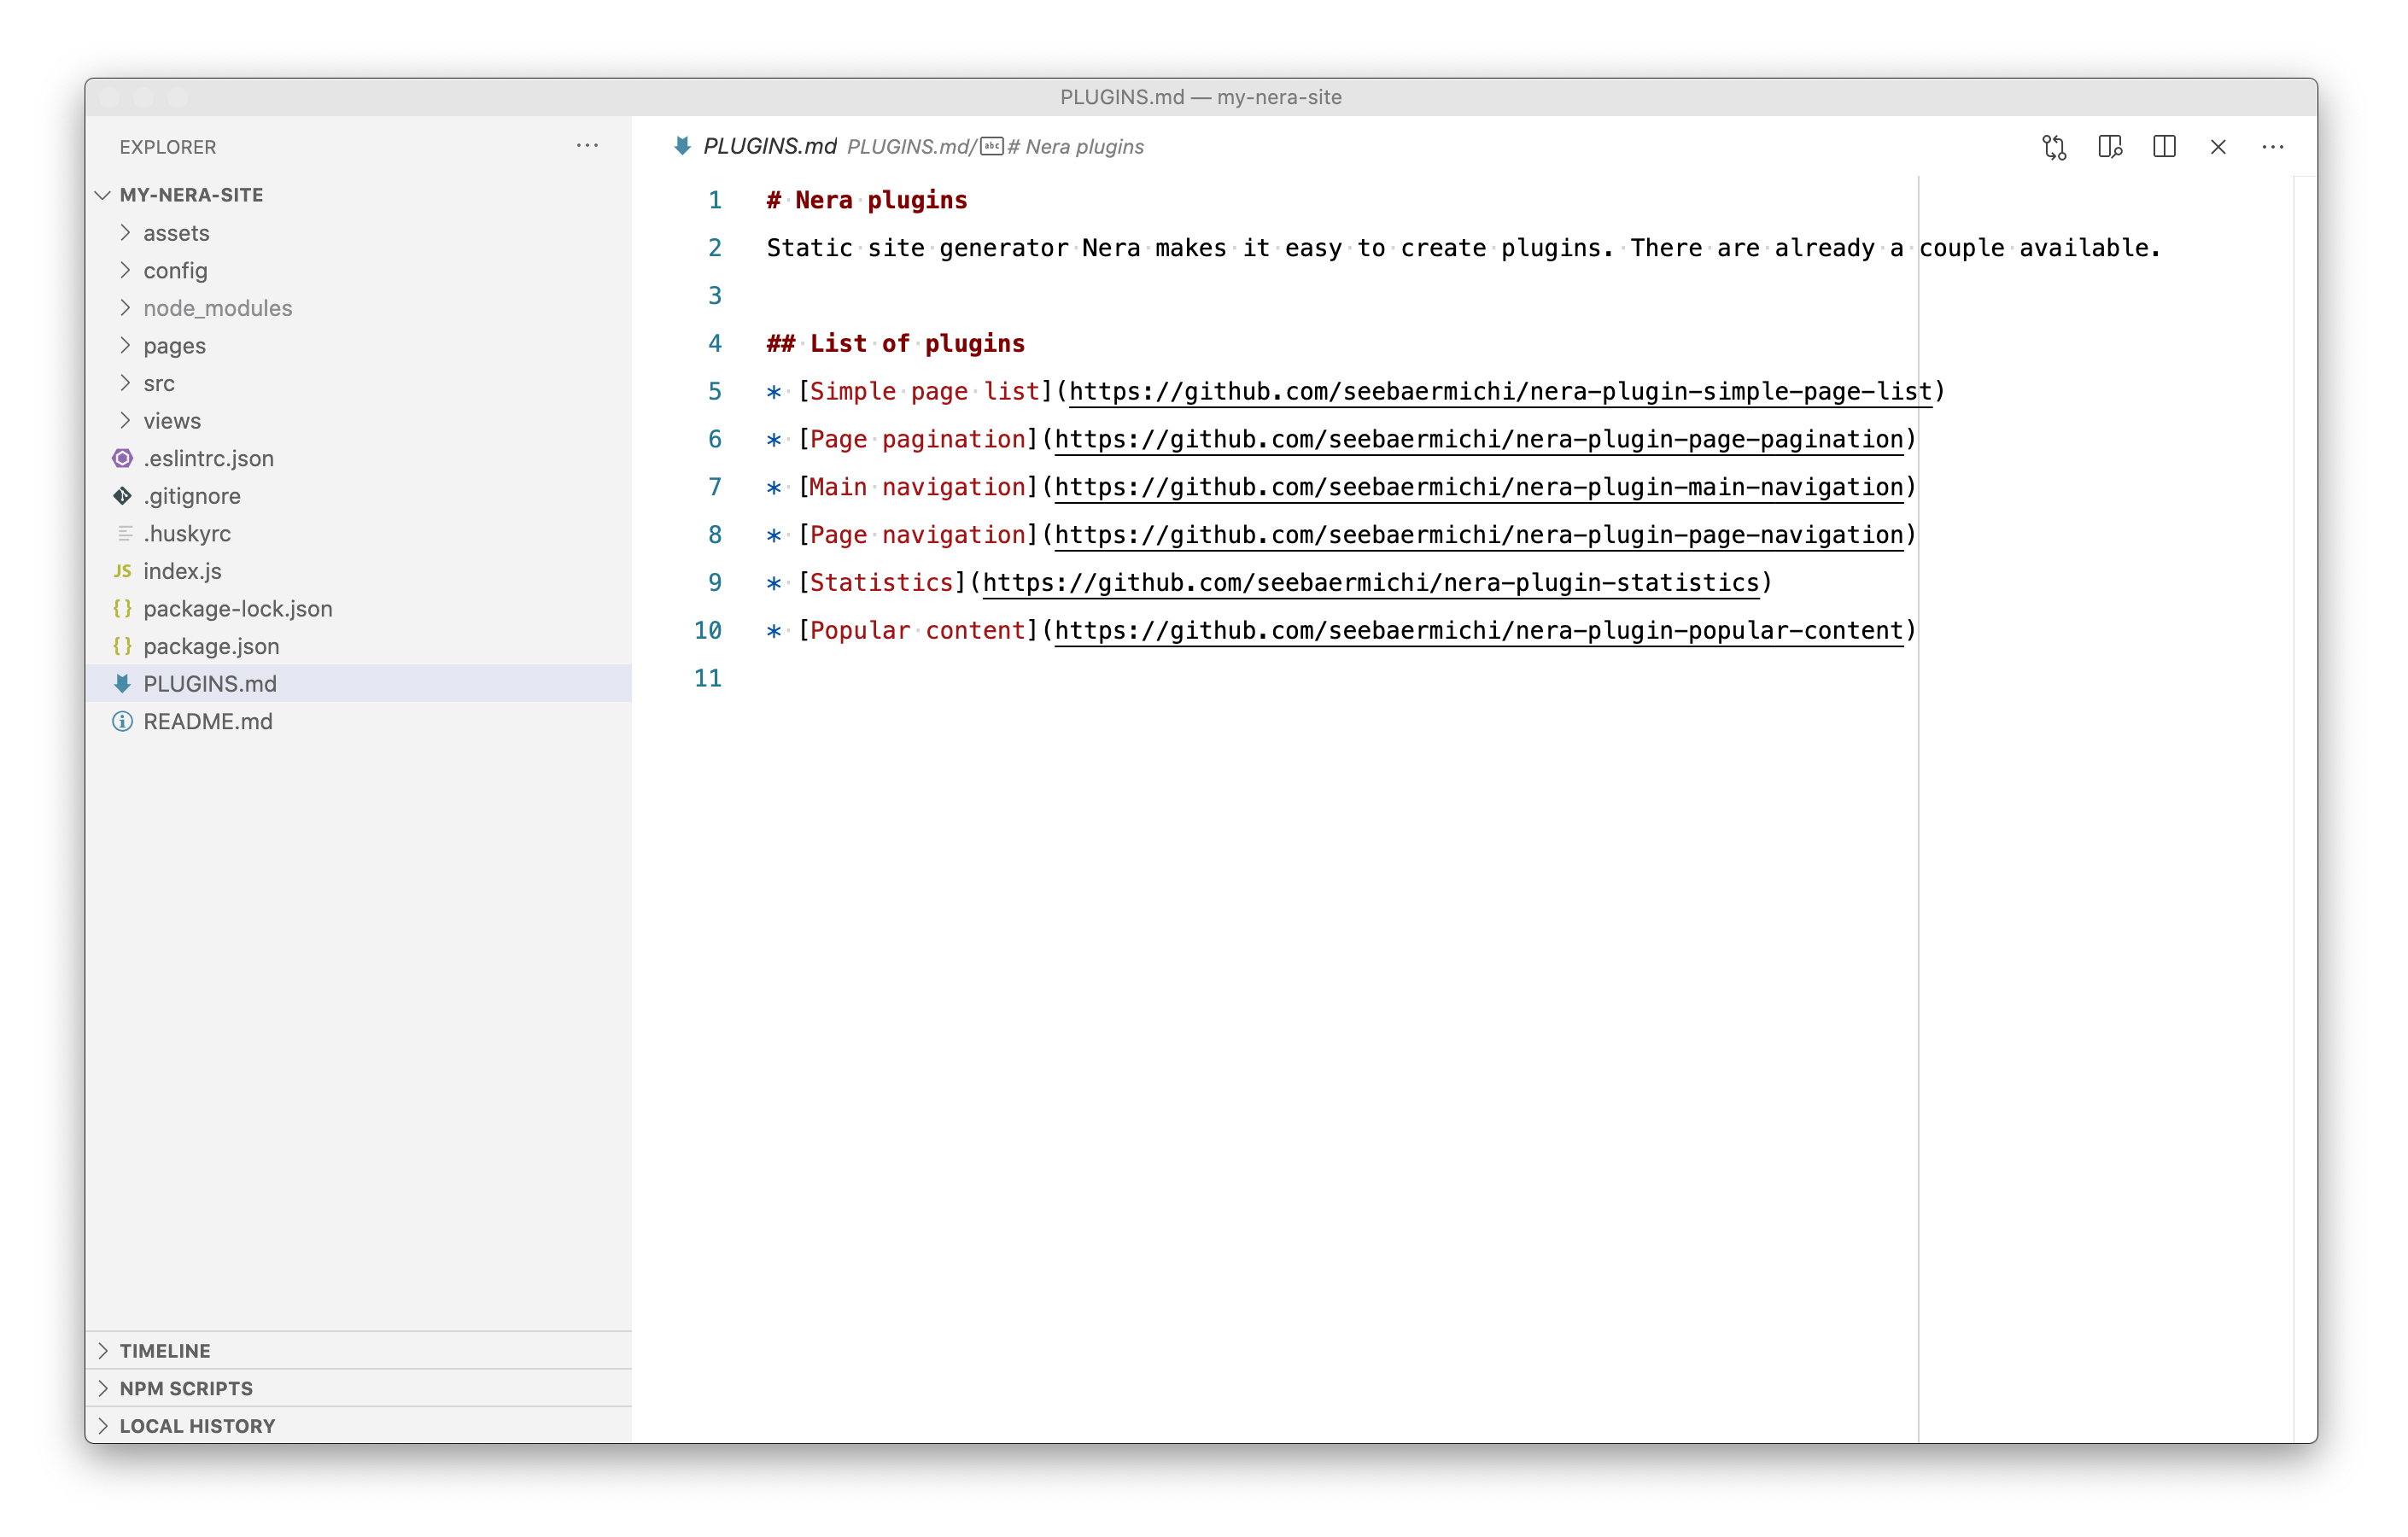 PLUGINS.md — my-nera-site
EXPLORER
MY-NERA-SITE
assets
config
node_modules
pages
src
views
.eslintrc.json
.gitignore
.huskyrc
JS index.js
{} package-lock.json
{} package.json
PLUGINS.md
README.md
TIMELINE
NPM SCRIPTS
LOCAL HISTORY
PLUGINS.md PLUGINS.md/ abc # Nera plugins
1 # Nera plugins
2 Static site generator Nera makes it easy to create plugins. There are already a couple available.
3
4 ## List of plugins
5 * [Simple page list](https://github.com/seebaermichi/nera-plugin-simple-page-list)
6 * [Page pagination](https://github.com/seebaermichi/nera-plugin-page-pagination)
7 * [Main navigation](https://github.com/seebaermichi/nera-plugin-main-navigation)
8 * [Page navigation](https://github.com/seebaermichi/nera-plugin-page-navigation)
9 * [Statistics](https://github.com/seebaermichi/nera-plugin-statistics)
10 * [Popular content](https://github.com/seebaermichi/nera-plugin-popular-content)
11